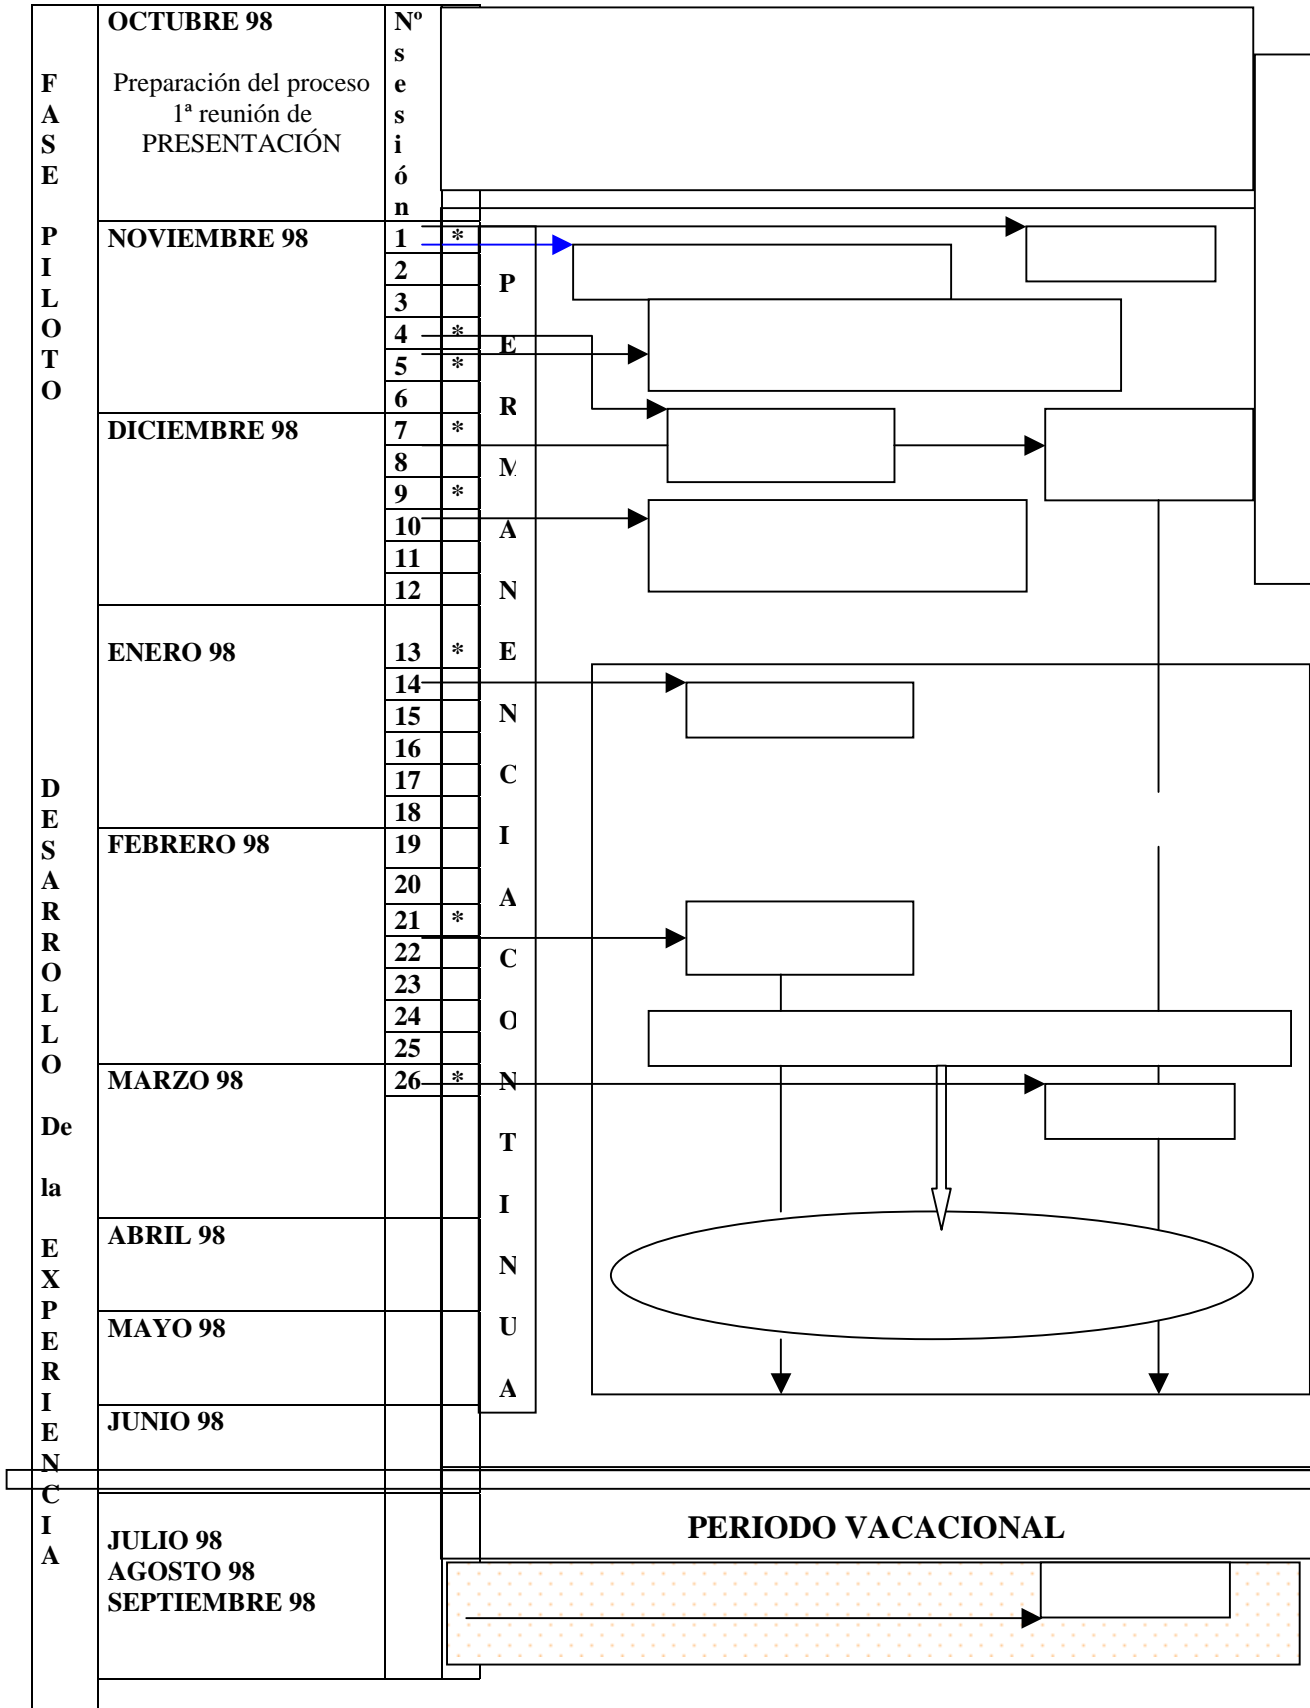 FASE PILOTO
DESARROLLO De la EXPERIENCIA
OCTUBRE 98
Preparación del proceso
1ª reunión de
PRESENTACIÓN
Nº sesión
NOVIEMBRE 98
1 *
2
3
4 *
5 *
6
DICIEMBRE 98
7 *
8
9 *
10
11
12
ENERO 98
13 *
14
15
16
17
18
FEBRERO 98
19
20
21 *
22
23
24
25
MARZO 98
26 *
ABRIL 98
MAYO 98
JUNIO 98
PERMANENCIA CONTINUA
PERIODO VACACIONAL
JULIO 98
AGOSTO 98
SEPTIEMBRE 98